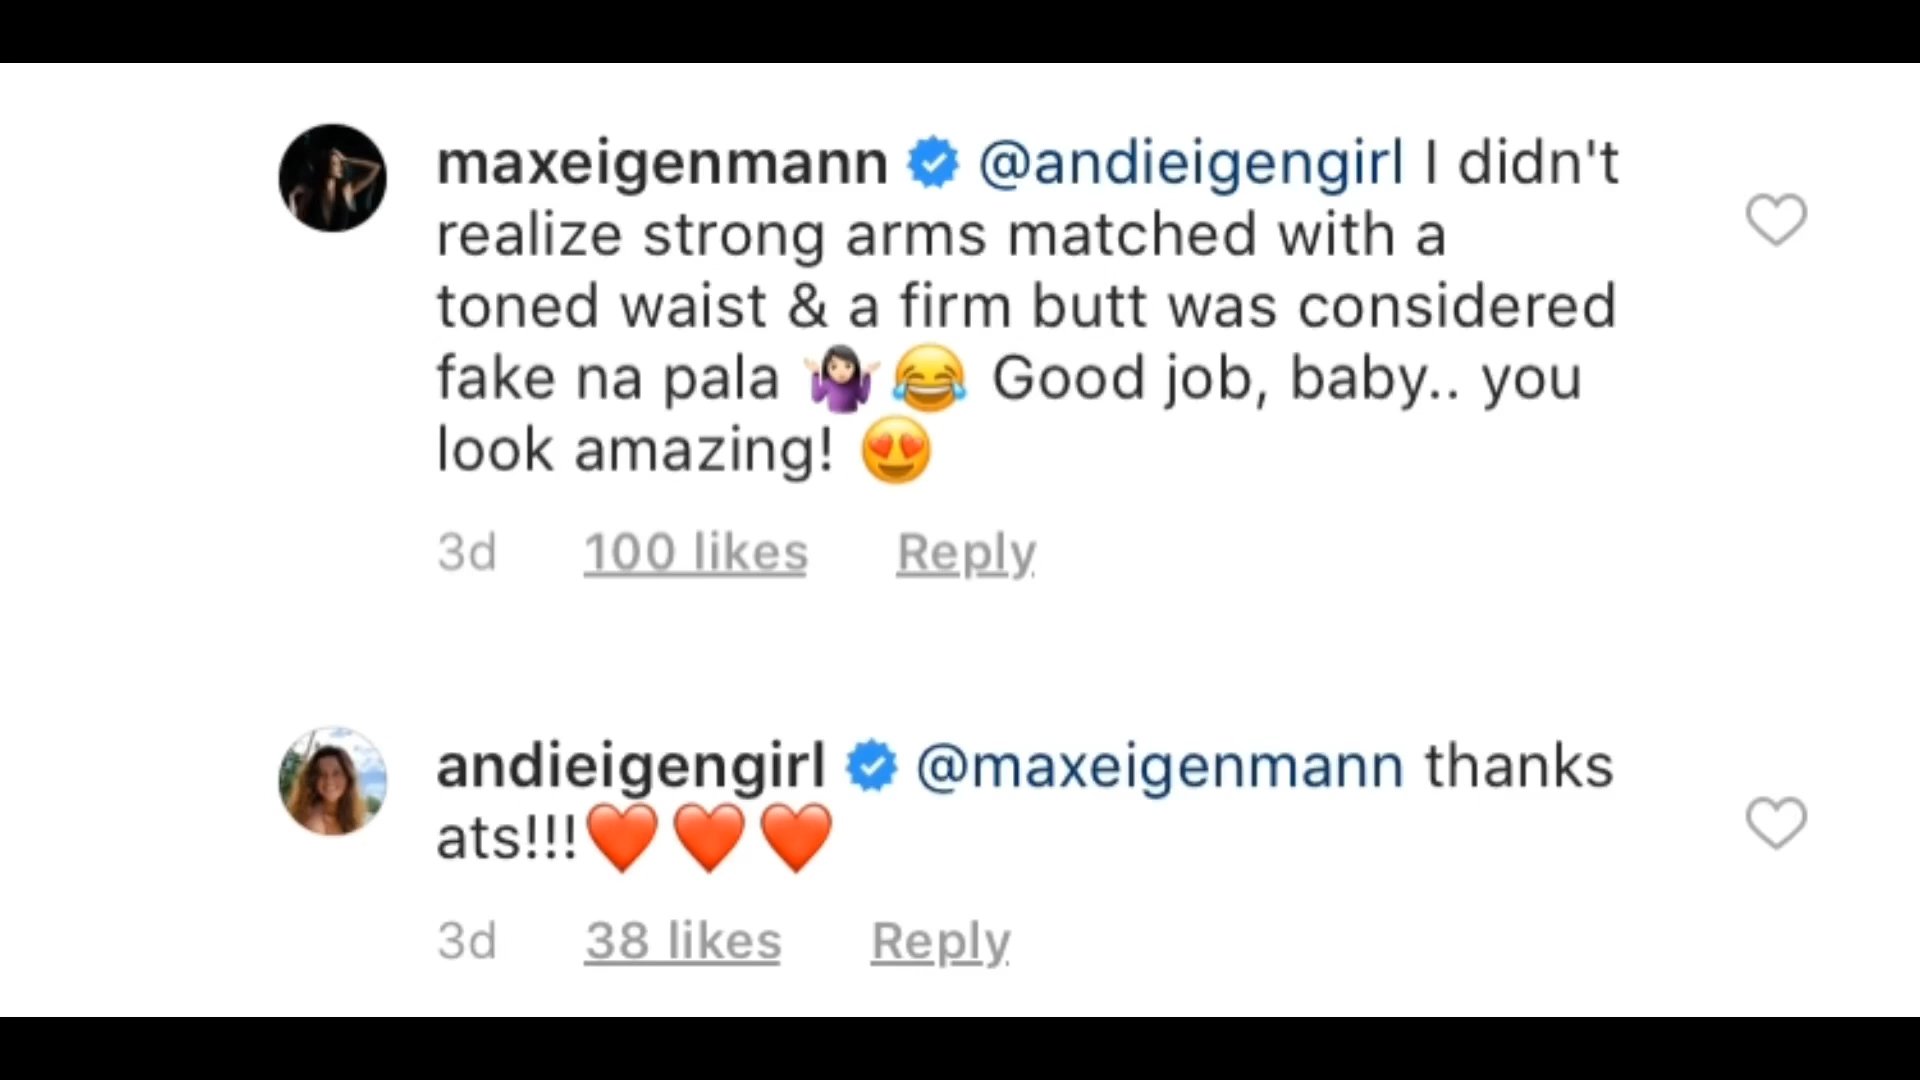 maxeigenmann @andieigengirl I didn't
realize strong arms matched with a
toned waist & a firm butt was considered
fake na pala 🤷🏻‍♀️😂 Good job, baby.. you
look amazing! 😍
3d 100 likes Reply
andieigengirl @maxeigenmann thanks
ats!!!❤️❤️❤️
3d 38 likes Reply